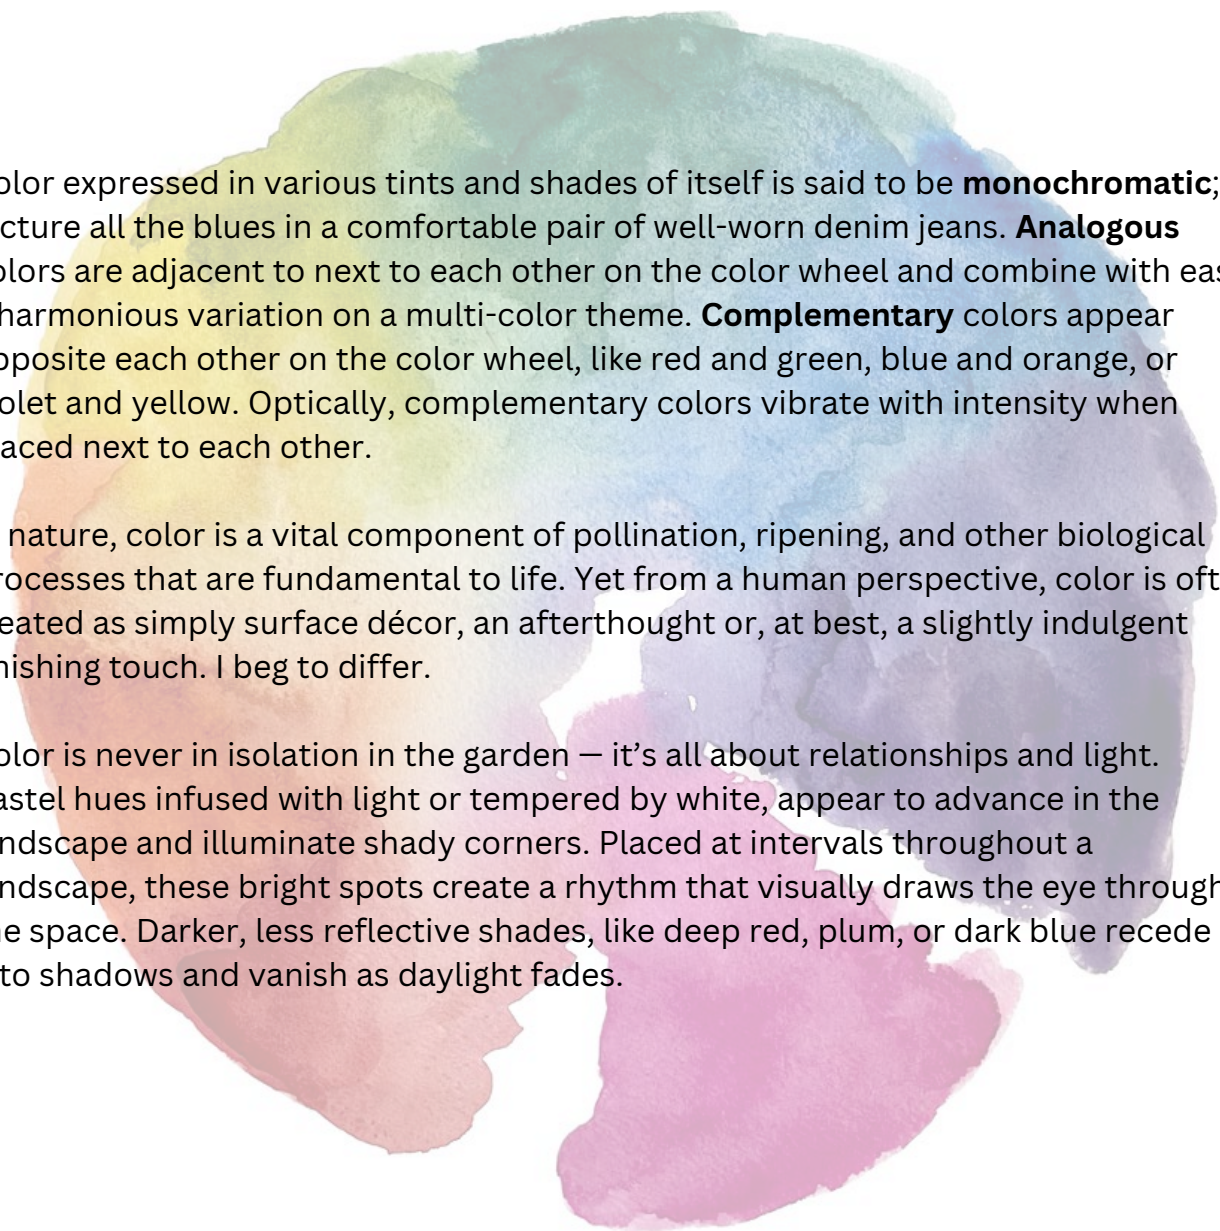 olor expressed in various tints and shades of itself is said to be monochromatic;
cture all the blues in a comfortable pair of well-worn denim jeans. Analogous
olors are adjacent to next to each other on the color wheel and combine with eas
harmonious variation on a multi-color theme. Complementary colors appear
pposite each other on the color wheel, like red and green, blue and orange, or
olet and yellow. Optically, complementary colors vibrate with intensity when
aced next to each other.
nature, color is a vital component of pollination, ripening, and other biological
rocesses that are fundamental to life. Yet from a human perspective, color is oft
eated as simply surface décor, an afterthought or, at best, a slightly indulgent
nishing touch. I beg to differ.
olor is never in isolation in the garden — it’s all about relationships and light.
astel hues infused with light or tempered by white, appear to advance in the
ndscape and illuminate shady corners. Placed at intervals throughout a
ndscape, these bright spots create a rhythm that visually draws the eye through
e space. Darker, less reflective shades, like deep red, plum, or dark blue recede
to shadows and vanish as daylight fades.